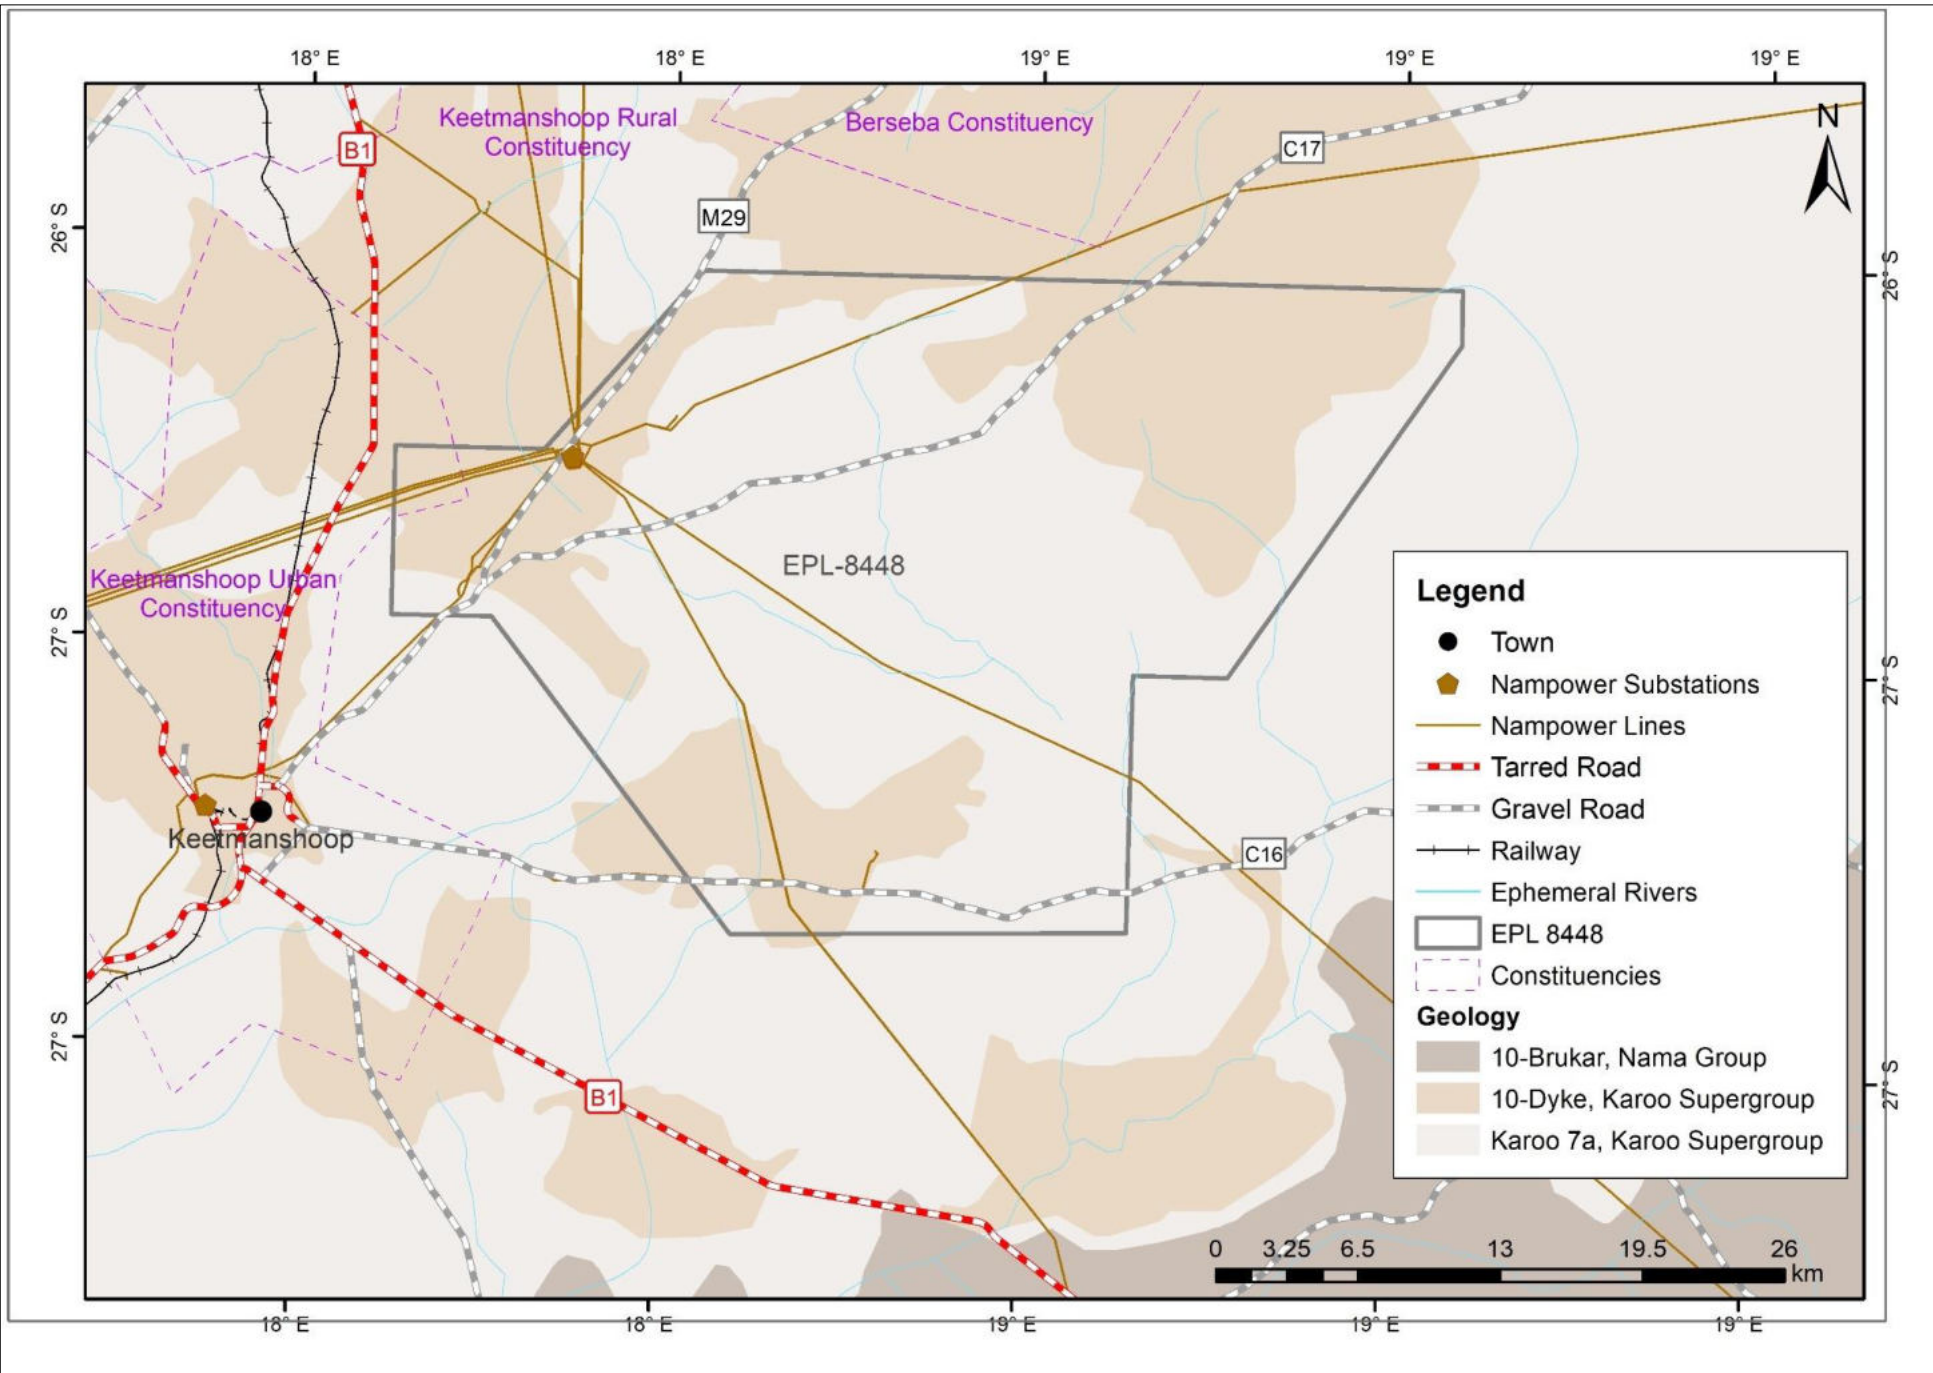 18° E
18° E
19° E
19° E
19° E
Keetmanshoop Rural
Constituency
Berseba Constituency
B1
C17
N
M29
26° S
26° S
EPL-8448
Keetmanshoop Urban
Constituency
27° S
27° S
Keetmanshoop
C16
27° S
27° S
B1
Legend
Town
Nampower Substations
Nampower Lines
Tarred Road
Gravel Road
Railway
Ephemeral Rivers
EPL 8448
Constituencies
Geology
10-Brukar, Nama Group
10-Dyke, Karoo Supergroup
Karoo 7a, Karoo Supergroup
0 3.25 6.5 13 19.5 26
km
18° E
18° E
19° E
19° E
19° E